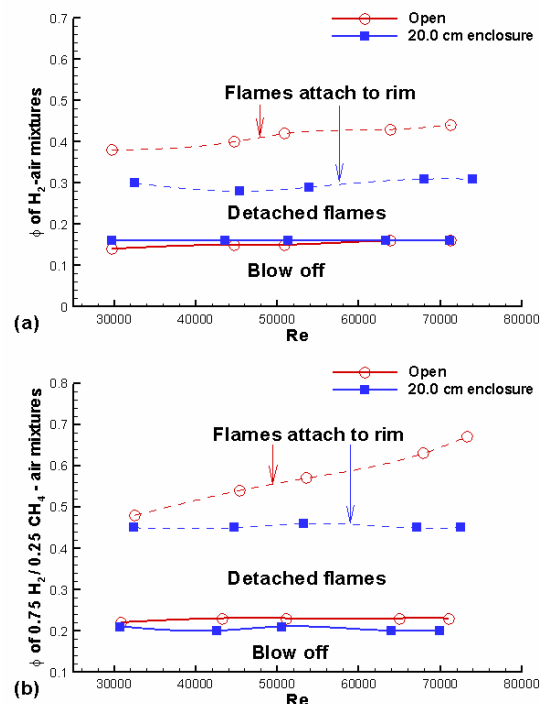 Open
20.0 cm enclosure
0.7
0.6
0.5
0.4
0.3
0.2
0.1
0
ϕ of H₂-air mixtures
Flames attach to rim
Detached flames
Blow off
30000 40000 50000 60000 70000 80000
(a) Re
Open
20.0 cm enclosure
0.8
0.7
0.6
0.5
0.4
0.3
0.2
0.1
ϕ of 0.75 H₂/ 0.25 CH₄ - air mixtures
Flames attach to rim
Detached flames
Blow off
30000 40000 50000 60000 70000 80000
(b) Re